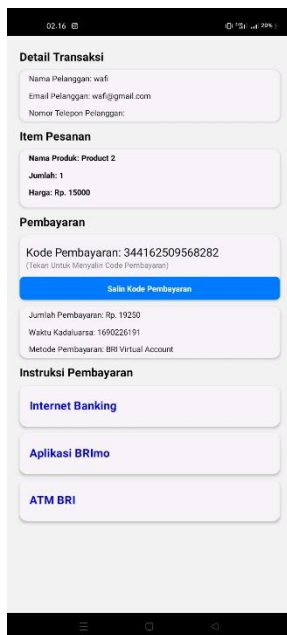 02.16
20%
Detail Transaksi
Nama Pelanggan: wafi
Email Pelanggan: wafi@gmail.com
Nomor Telepon Pelanggan:
Item Pesanan
Nama Produk: Product 2
Jumlah: 1
Harga: Rp. 15000
Pembayaran
Kode Pembayaran: 344162509568282
(Tekan Untuk Menyalin Code Pembayaran)
Salin Kode Pembayaran
Jumlah Pembayaran: Rp. 19250
Waktu Kadaluarsa: 1690226191
Metode Pembayaran: BRI Virtual Account
Instruksi Pembayaran
Internet Banking
Aplikasi BRImo
ATM BRI